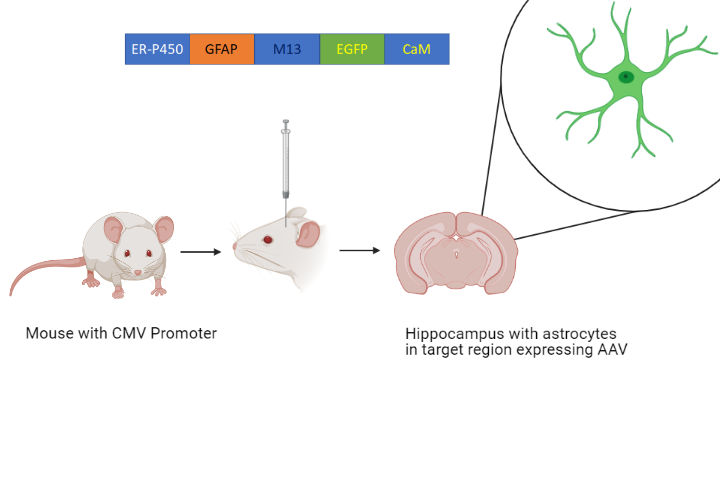 ER-P450 GFAP M13 EGFP CaM
Mouse with CMV Promoter
Hippocampus with astrocytes
in target region expressing AAV